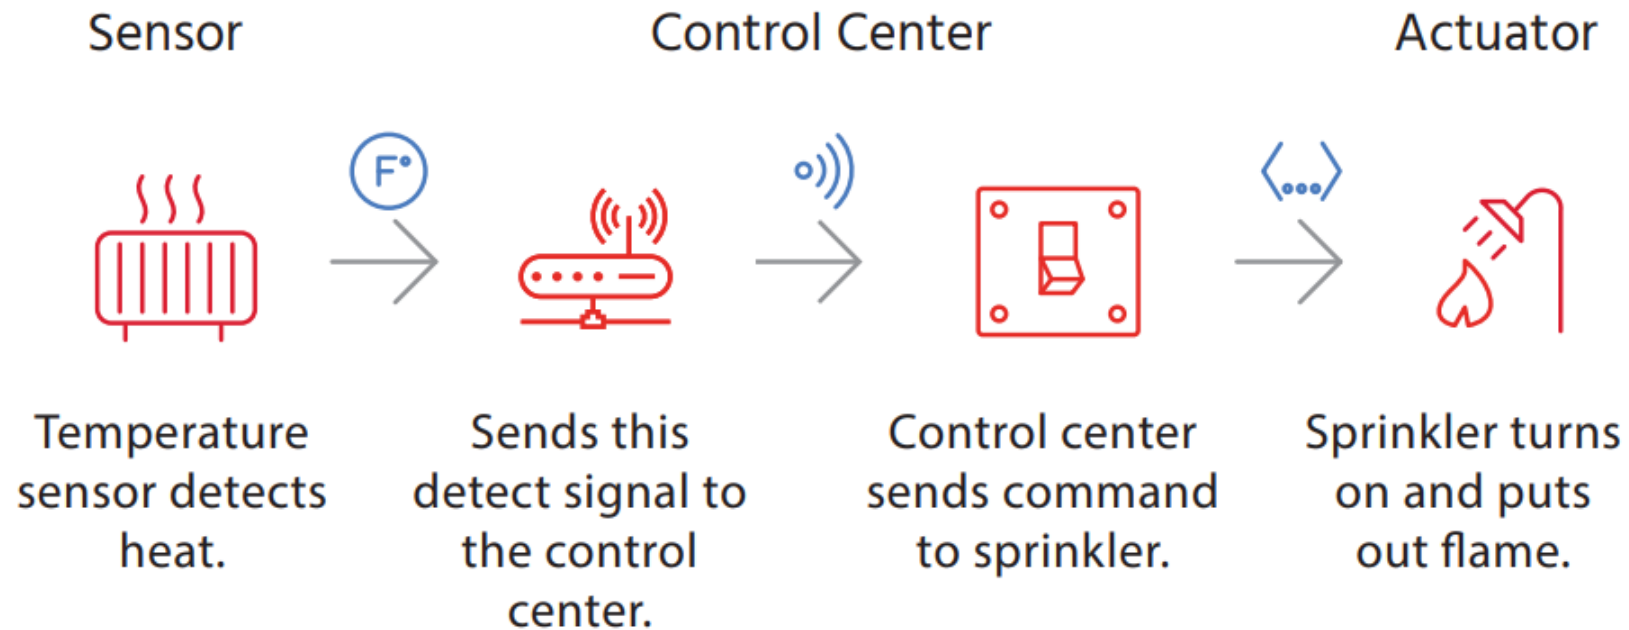 Sensor
Control Center
Actuator
F°
Temperature
sensor detects
heat.
Sends this
detect signal to
the control
center.
Control center
sends command
to sprinkler.
Sprinkler turns
on and puts
out flame.